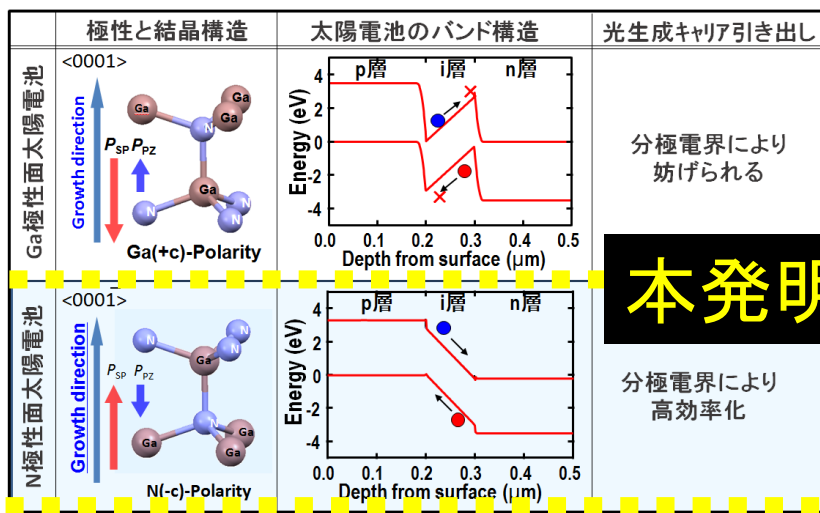 極性と結晶構造
太陽電池のバンド構造
光生成キャリア引き出し
Ga極性面太陽電池
<0001>
Growth direction
P_SP P_PZ
Ga
Ga
Ga
N
Ga
N
N
N
Ga(+c)-Polarity
p層 i層 n層
Energy (eV)
4
2
0
-2
-4
0.0 0.1 0.2 0.3 0.4 0.5
Depth from surface (μm)
分極電界により
妨げられる
本発明
N極性面太陽電池
<0001>
Growth direction
P_SP P_PZ
N
N
N
Ga
N
Ga
Ga
Ga
N(-c)-Polarity
p層 i層 n層
Energy (eV)
4
2
0
-2
-4
0.0 0.1 0.2 0.3 0.4 0.5
Depth from surface (μm)
分極電界により
高効率化